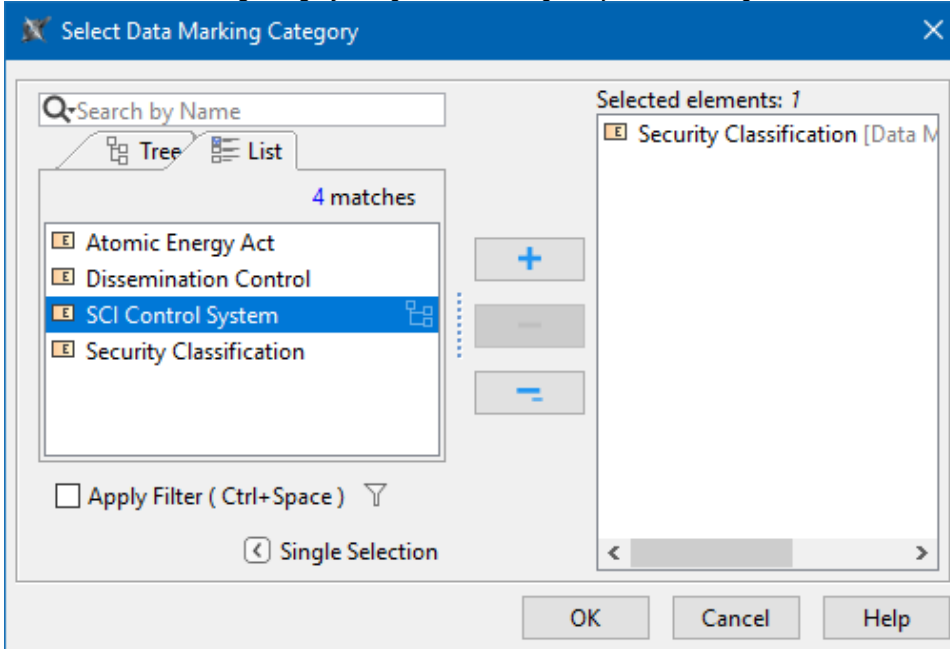 Select Data Marking Category
Search by Name
Tree
List
4 matches
Atomic Energy Act
Dissemination Control
SCI Control System
Security Classification
Apply Filter ( Ctrl+Space )
Single Selection
Selected elements: 1
Security Classification [Data M
OK
Cancel
Help